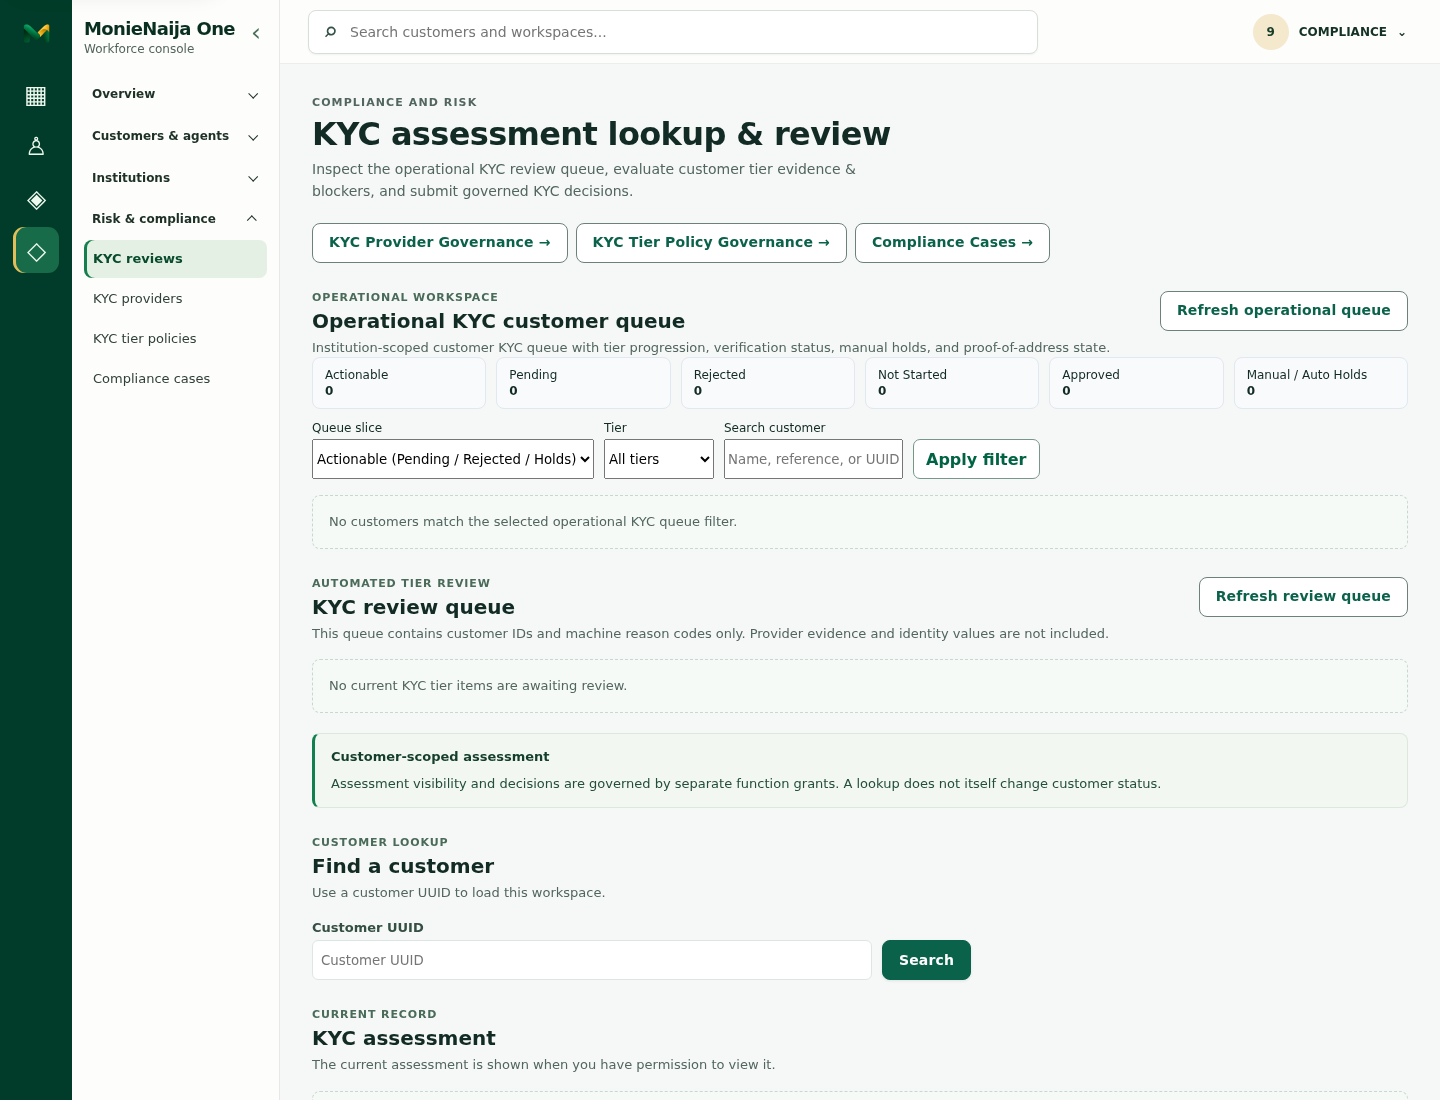 MonieNaija One
Workforce console
Overview
Customers & agents
Institutions
Risk & compliance
KYC reviews
KYC providers
KYC tier policies
Compliance cases
Search customers and workspaces...
9
COMPLIANCE
COMPLIANCE AND RISK
KYC assessment lookup & review
Inspect the operational KYC review queue, evaluate customer tier evidence &
blockers, and submit governed KYC decisions.
KYC Provider Governance →
KYC Tier Policy Governance →
Compliance Cases →
OPERATIONAL WORKSPACE
Operational KYC customer queue
Refresh operational queue
Institution-scoped customer KYC queue with tier progression, verification status, manual holds, and proof-of-address state.
Actionable
0
Pending
0
Rejected
0
Not Started
0
Approved
0
Manual / Auto Holds
0
Queue slice
Actionable (Pending / Rejected / Holds)
Tier
All tiers
Search customer
Name, reference, or UUID
Apply filter
No customers match the selected operational KYC queue filter.
AUTOMATED TIER REVIEW
KYC review queue
Refresh review queue
This queue contains customer IDs and machine reason codes only. Provider evidence and identity values are not included.
No current KYC tier items are awaiting review.
Customer-scoped assessment
Assessment visibility and decisions are governed by separate function grants. A lookup does not itself change customer status.
CUSTOMER LOOKUP
Find a customer
Use a customer UUID to load this workspace.
Customer UUID
Customer UUID
Search
CURRENT RECORD
KYC assessment
The current assessment is shown when you have permission to view it.